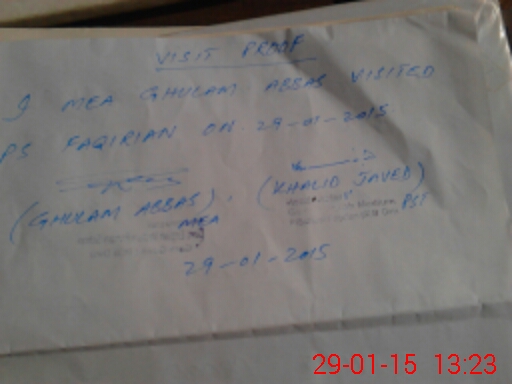 VISIT PROOF
I MEA GHULAM ABBAS VISITED
PS FAQIRIAN ON. 29-01-2015
(GHULAM ABBAS). (KHALID JAVED)
MEA PST
29-01-2015
29-01-15 13:23